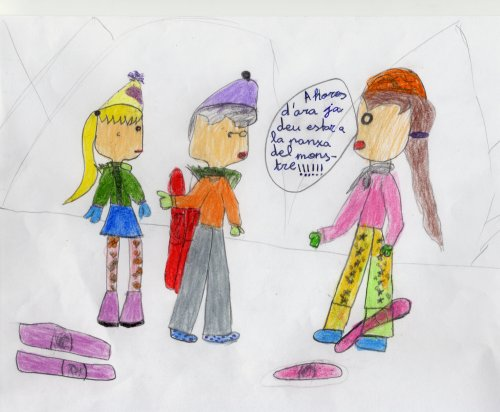 A hores
d'ara ja
deu estar a
la panxa
del mons-
tre!!!!!!